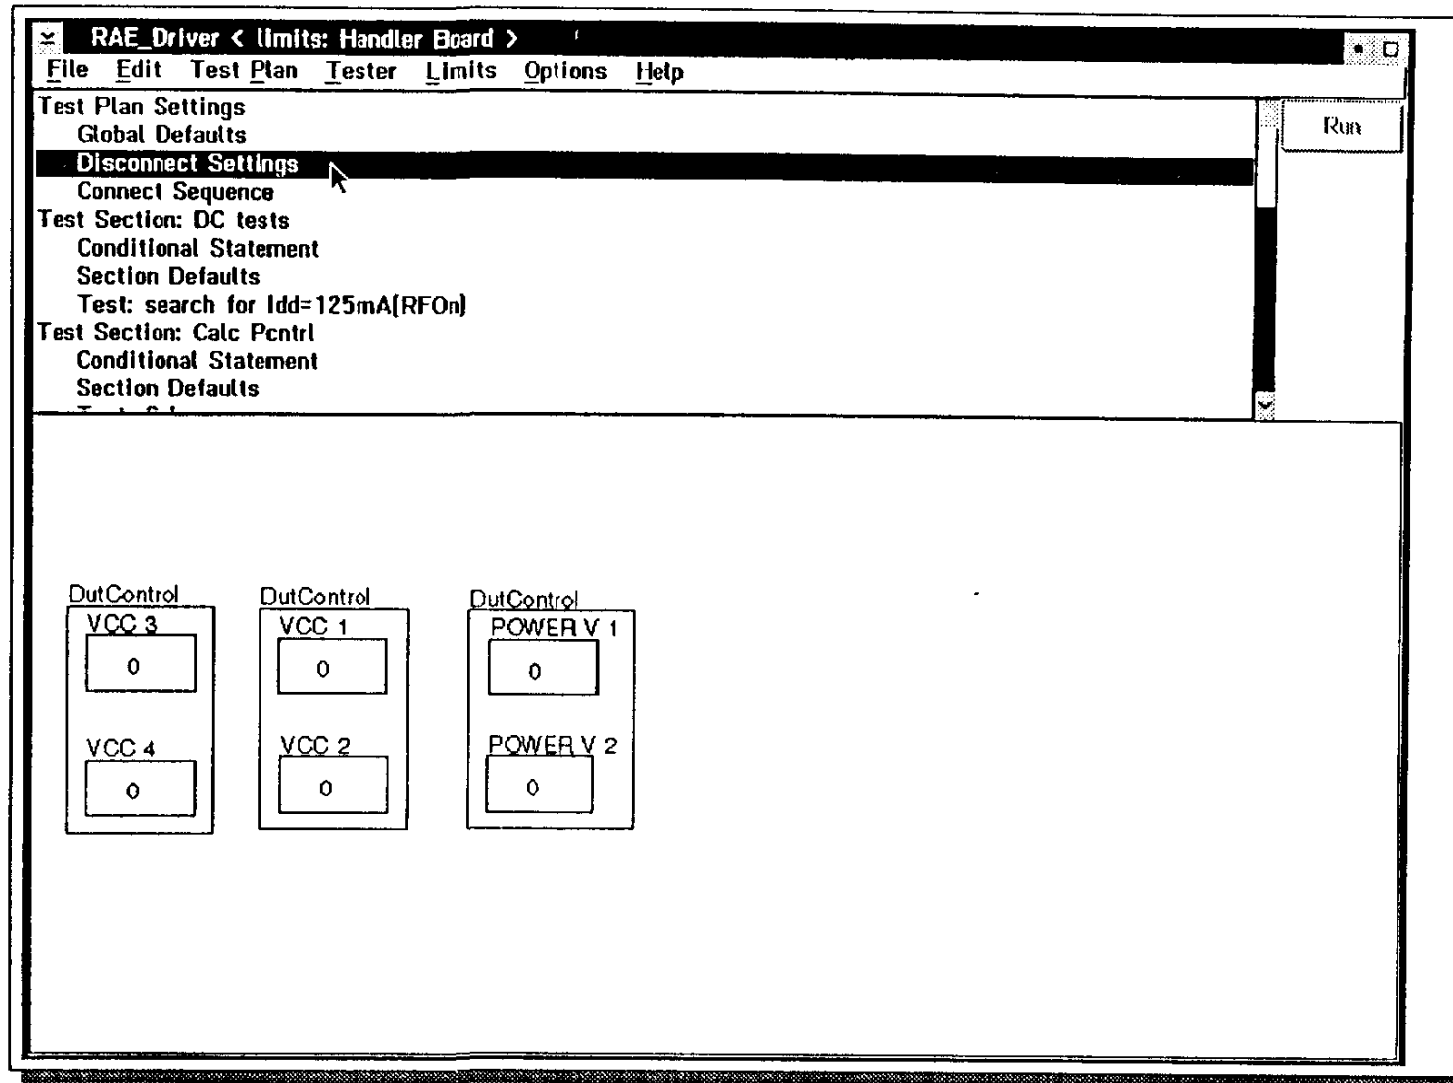 RAE_Driver < limits: Handler Board >
File Edit Test Plan Tester Limits Options Help
Test Plan Settings
Run
Global Defaults
Disconnect Settings
Connect Sequence
Test Section: DC tests
Conditional Statement
Section Defaults
Test: search for Idd=125mA(RFOn)
Test Section: Calc Pcntrl
Conditional Statement
Section Defaults
DutControl
VCC 3
0
VCC 4
0
DutControl
VCC 1
0
VCC 2
0
DutControl
POWER V 1
0
POWER V 2
0